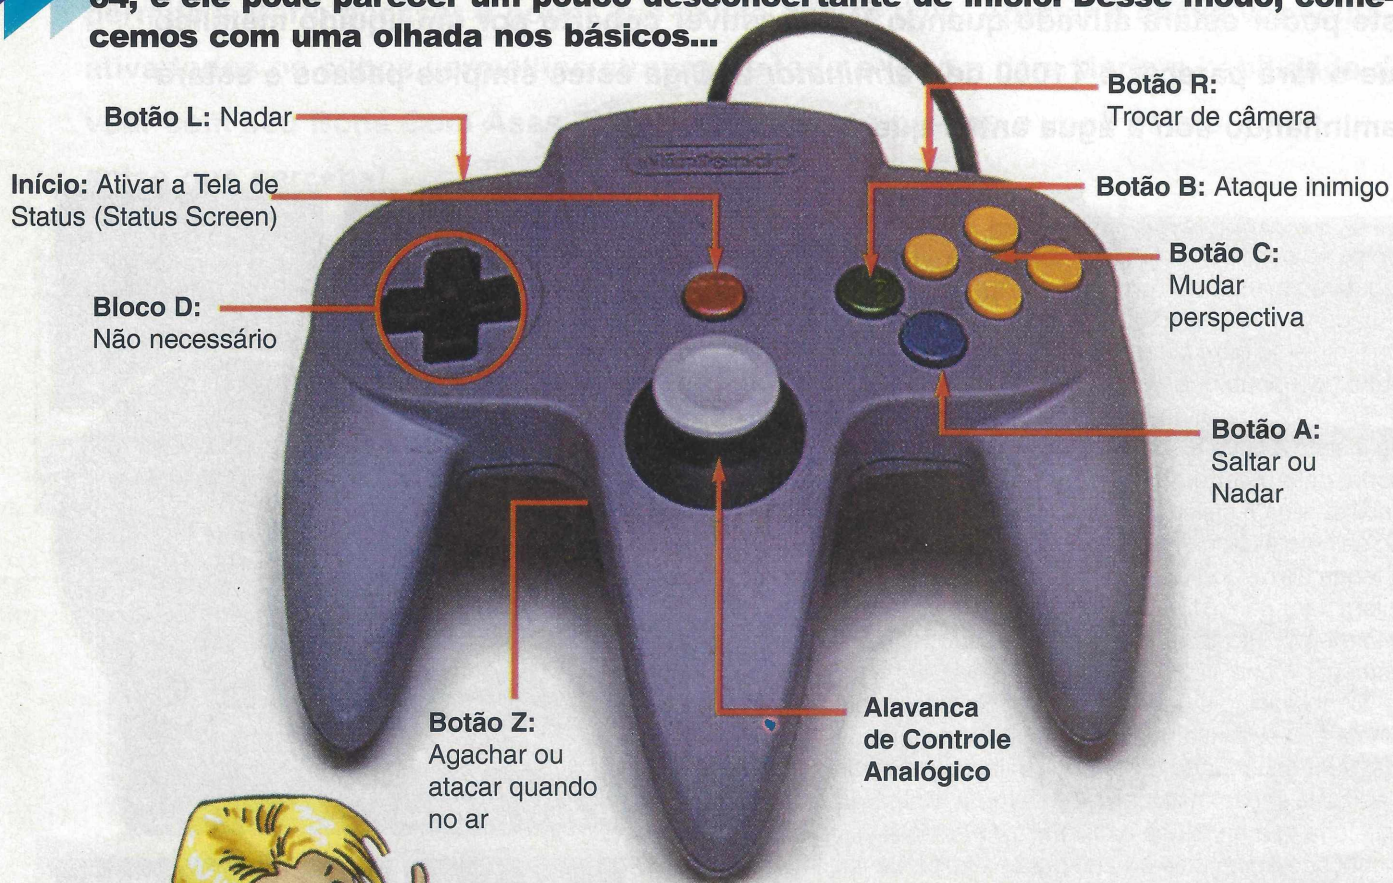 64, e ele pode parecer um pouco desconcertante de início. Desse modo, come-
cemos com uma olhada nos básicos...
Botão L: Nadar
Início: Ativar a Tela de
Status (Status Screen)
Bloco D:
Não necessário
Botão R:
Trocar de câmera
Botão B: Ataque inimigo
Botão C:
Mudar
perspectiva
Botão A:
Saltar ou
Nadar
Botão Z:
Agachar ou
atacar quando
no ar
Alavanca
de Controle
Analógico
Nintendo